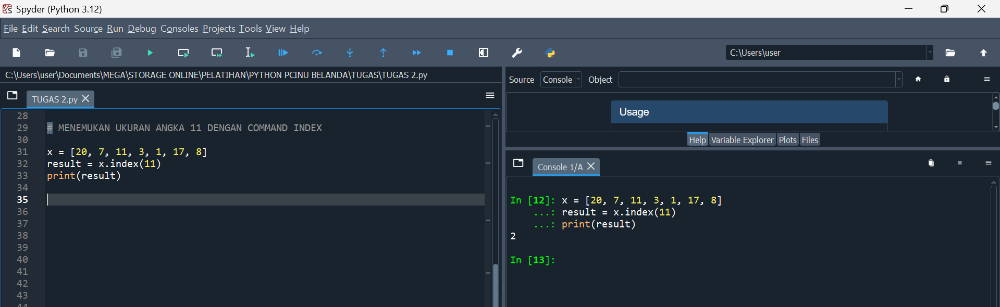 Spyder (Python 3.12)
File Edit Search Source Run Debug Consoles Projects Tools View Help
C:\Users\user
C:\Users\user\Documents\MEGA\STORAGE ONLINE\PELATIHAN\PYTHON PCINU BELANDA\TUGAS\TUGAS 2.py
TUGAS 2.py
28
29 # MENEMUKAN UKURAN ANGKA 11 DENGAN COMMAND INDEX
30
31 x = [20, 7, 11, 3, 1, 17, 8]
32 result = x.index(11)
33 print(result)
34
35
36
37
38
39
40
41
42
43
44
Source Console Object
Usage
Help Variable Explorer Plots Files
Console 1/A
In [12]: x = [20, 7, 11, 3, 1, 17, 8]
...: result = x.index(11)
...: print(result)
2
In [13]: